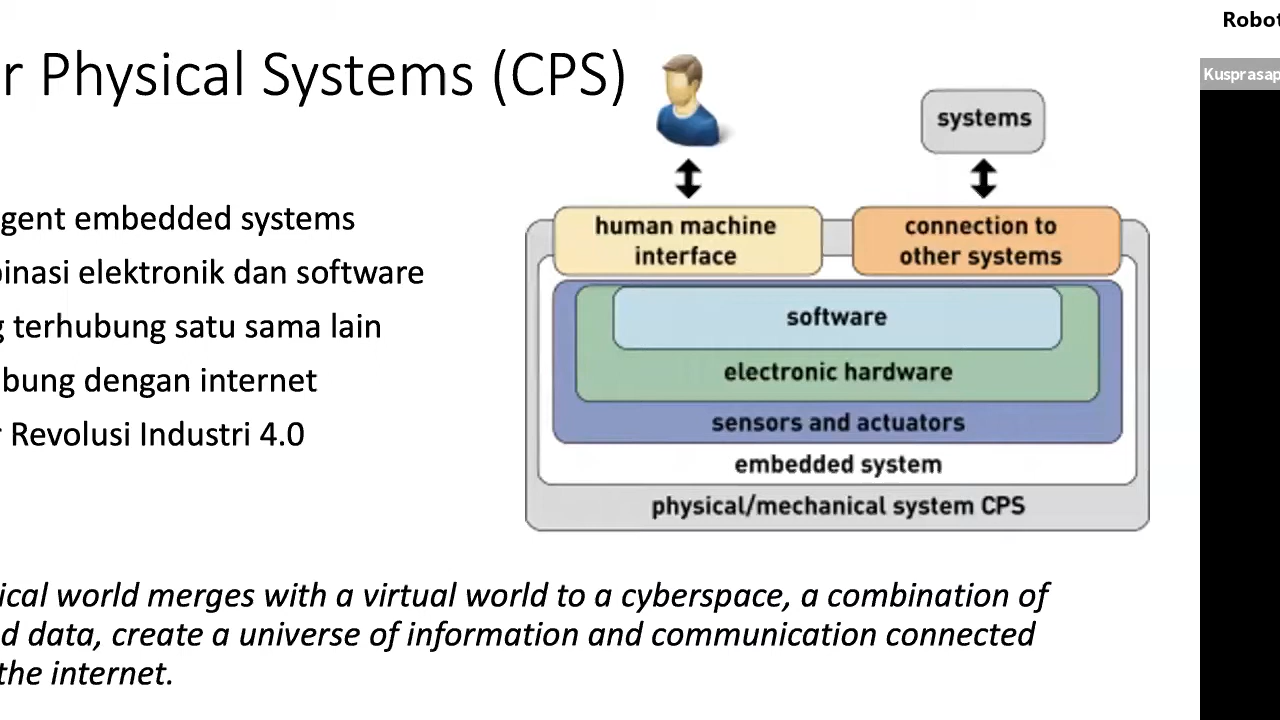 Robot
r Physical Systems (CPS)
Kusprasap
systems
gent embedded systems
binasi elektronik dan software
g terhubung satu sama lain
bung dengan internet
r Revolusi Industri 4.0
human machine
interface
connection to
other systems
software
electronic hardware
sensors and actuators
embedded system
physical/mechanical system CPS
ical world merges with a virtual world to a cyberspace, a combination of
d data, create a universe of information and communication connected
the internet.